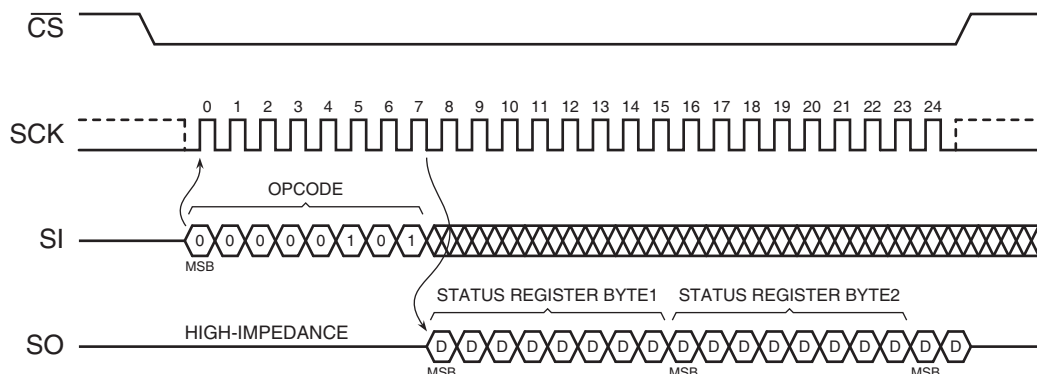 CS
0 1 2 3 4 5 6 7 8 9 10 11 12 13 14 15 16 17 18 19 20 21 22 23 24
SCK
OPCODE
SI 0 0 0 0 0 1 0 1
MSB
STATUS REGISTER BYTE1 STATUS REGISTER BYTE2
HIGH-IMPEDANCE
SO D D D D D D D D D D D D D D D D D D
MSB MSB MSB